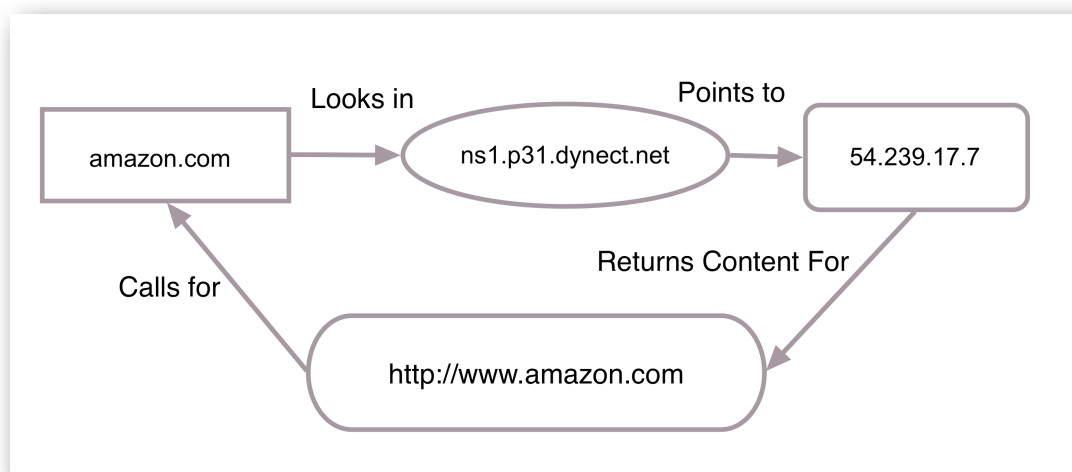 Looks in
Points to
amazon.com
ns1.p31.dynect.net
54.239.17.7
Returns Content For
Calls for
http://www.amazon.com